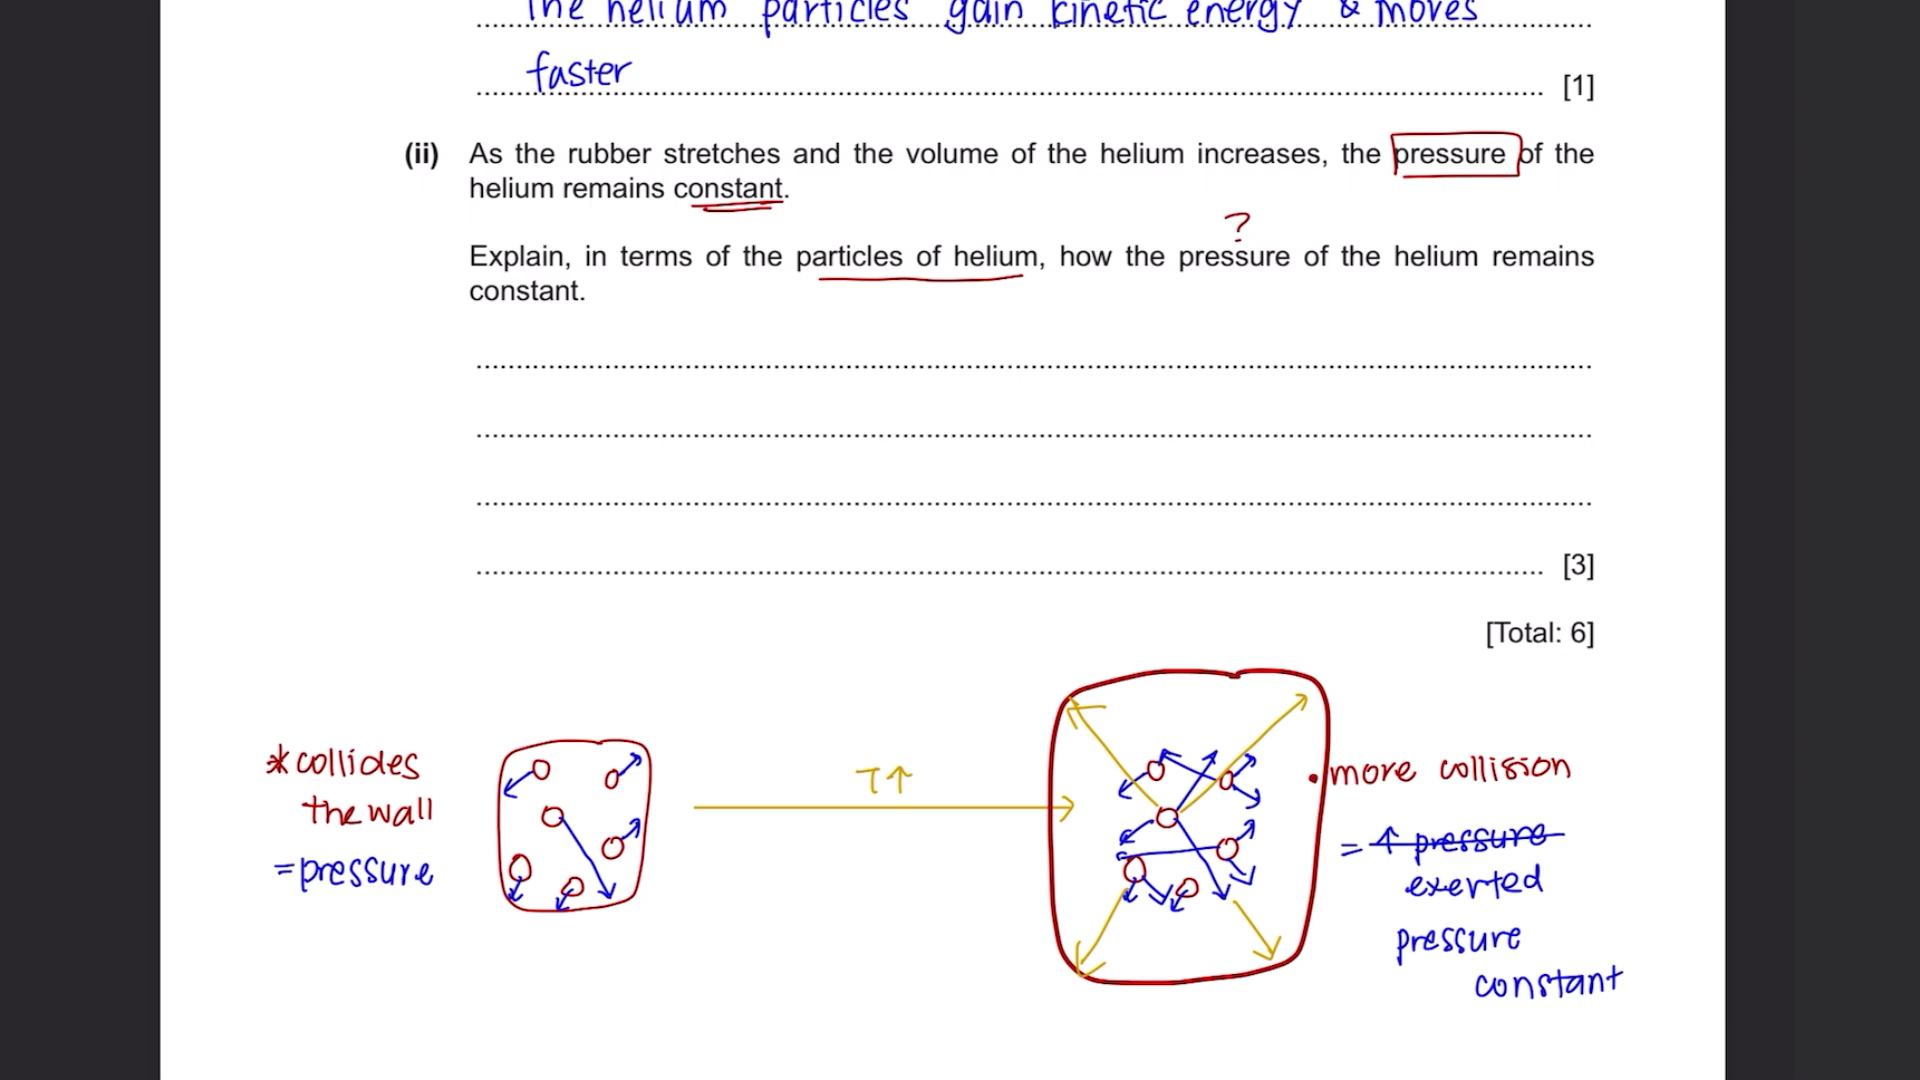 The helium particles gain kinetic energy & moves
faster
[1]
(ii) As the rubber stretches and the volume of the helium increases, the pressure of the
helium remains constant.
?
Explain, in terms of the particles of helium, how the pressure of the helium remains
constant.
[3]
[Total: 6]
*collides
the wall
=pressure
T↑
• more collision
= ↑ pressure
exerted
pressure
constant